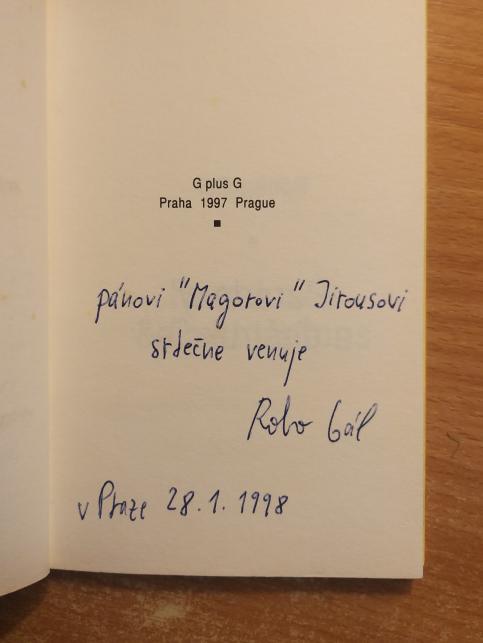 G plus G
Praha 1997 Prague
pánovi "Magorovi" Jirousovi
srdečne venuje
Robo Gál
v Praze 28.1.1998